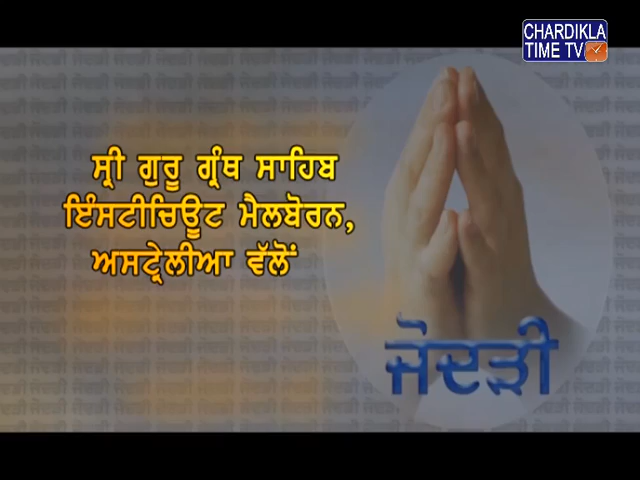 CHARDIKLA
TIME TV
ਸ੍ਰੀ ਗੁਰੂ ਗ੍ਰੰਥ ਸਾਹਿਬ
ਇੰਸਟੀਚਿਊਟ ਮੈਲਬੋਰਨ,
ਅਸਟ੍ਰੇਲੀਆ ਵੱਲੋਂ
ਜੋਦੜੀ